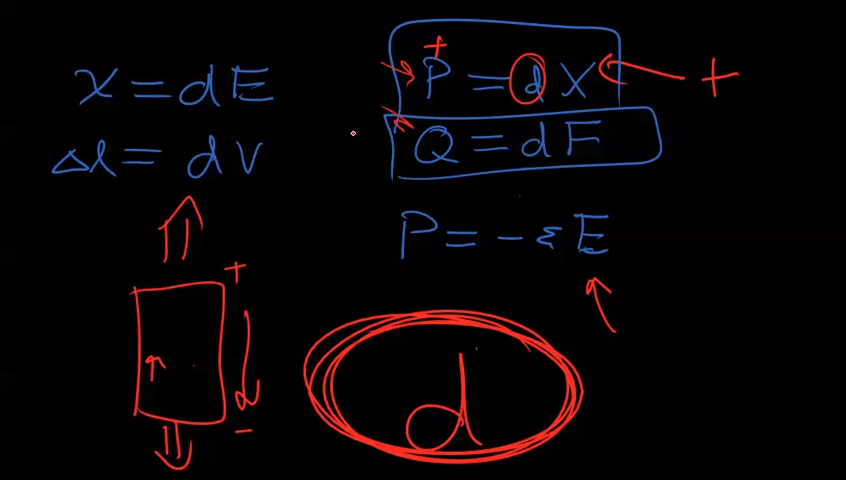 x = dE
Δl = dV
+
P = dX
+
Q = dF
P = - εE
+
-
d